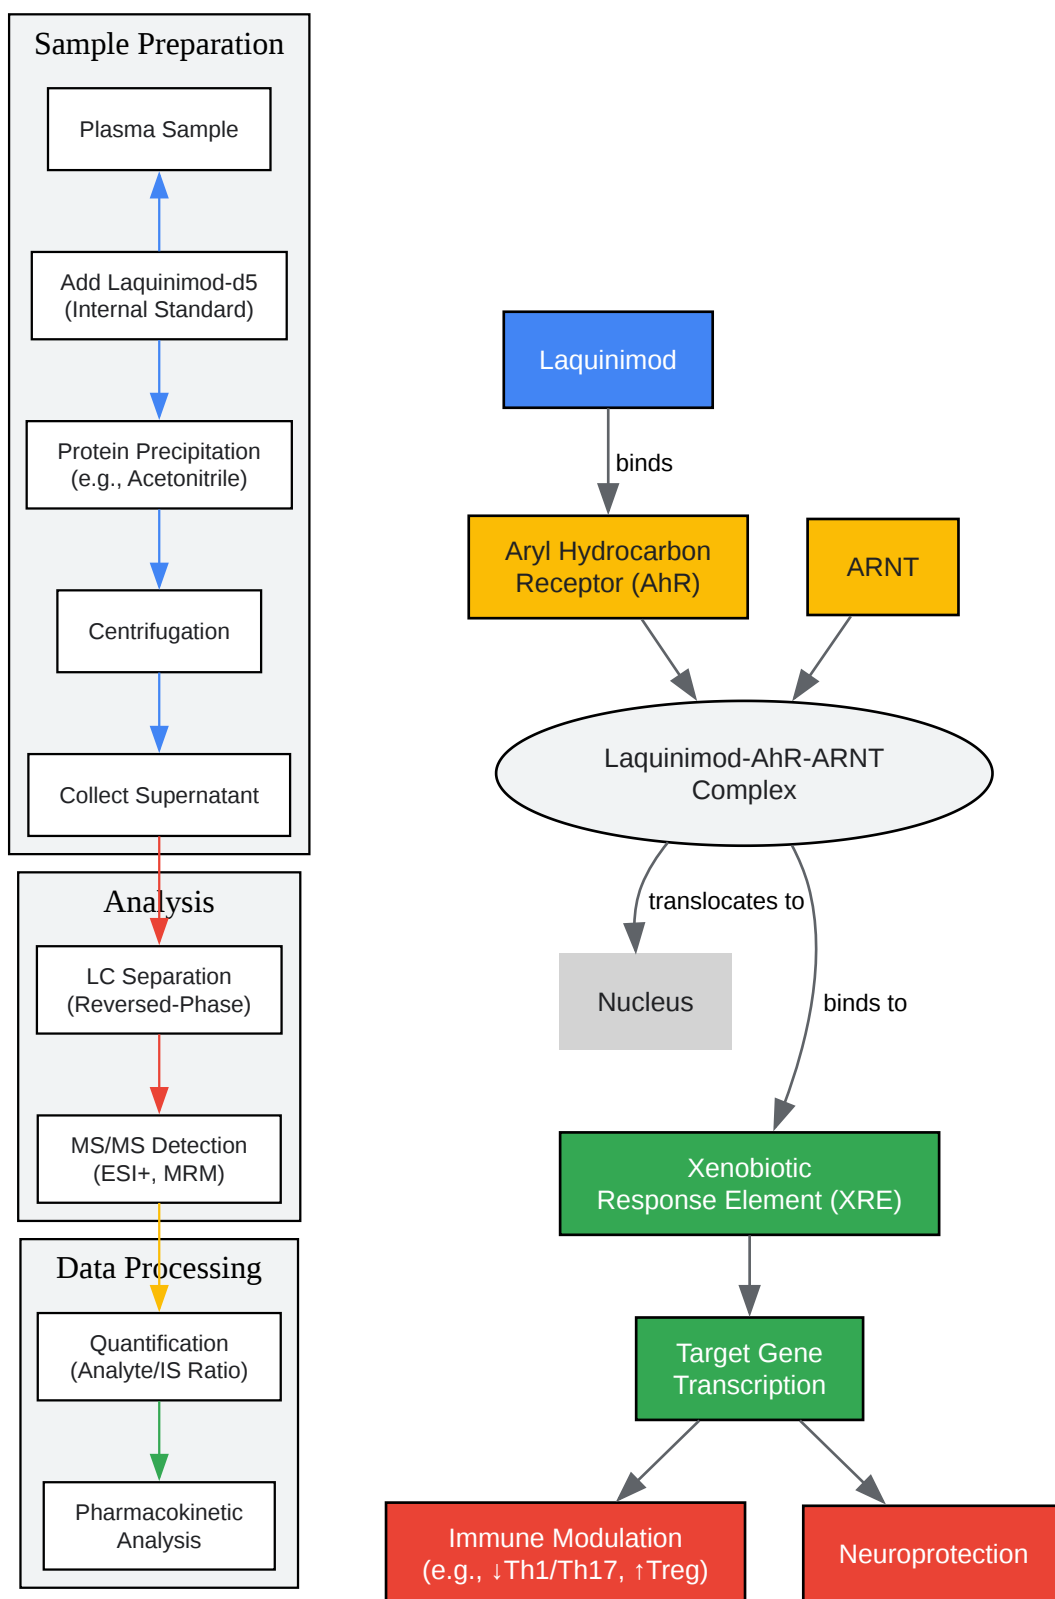 Sample Preparation
Plasma Sample
Add Laquinimod-d5
(Internal Standard)
Protein Precipitation
(e.g., Acetonitrile)
Centrifugation
Collect Supernatant
Analysis
LC Separation
(Reversed-Phase)
MS/MS Detection
(ESI+, MRM)
Data Processing
Quantification
(Analyte/IS Ratio)
Pharmacokinetic
Analysis
Laquinimod
binds
Aryl Hydrocarbon
Receptor (AhR)
ARNT
Laquinimod-AhR-ARNT
Complex
translocates to
Nucleus
binds to
Xenobiotic
Response Element (XRE)
Target Gene
Transcription
Immune Modulation
(e.g., ↓Th1/Th17, ↑Treg)
Neuroprotection